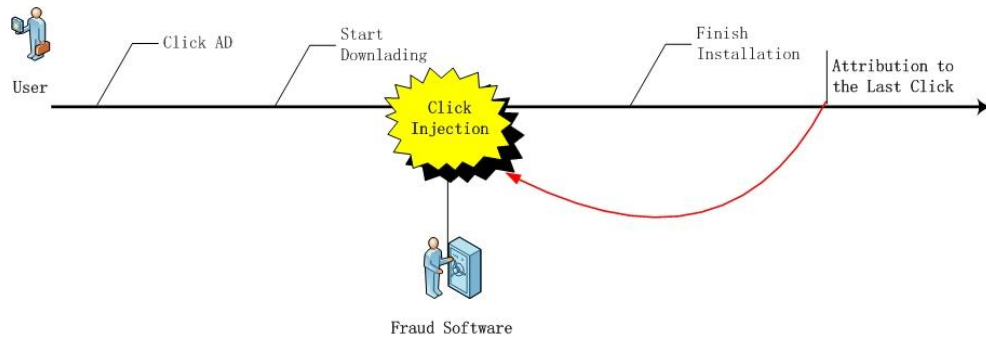 User
Click AD
Start
Downlading
Click
Injection
Finish
Installation
Attribution to
the Last Click
Fraud Software